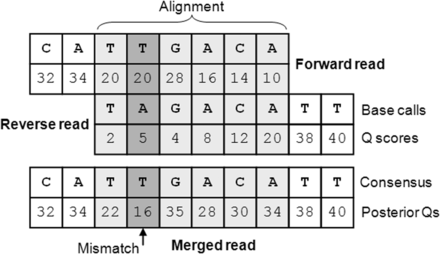 Alignment
C A T T G A C A
Forward read
32 34 20 20 28 16 14 10
T A G A C A T T Base calls
Reverse read
2 5 4 8 12 20 38 40 Q scores
C A T T G A C A T T Consensus
32 34 22 16 35 28 30 34 38 40 Posterior Qs
Mismatch Merged read